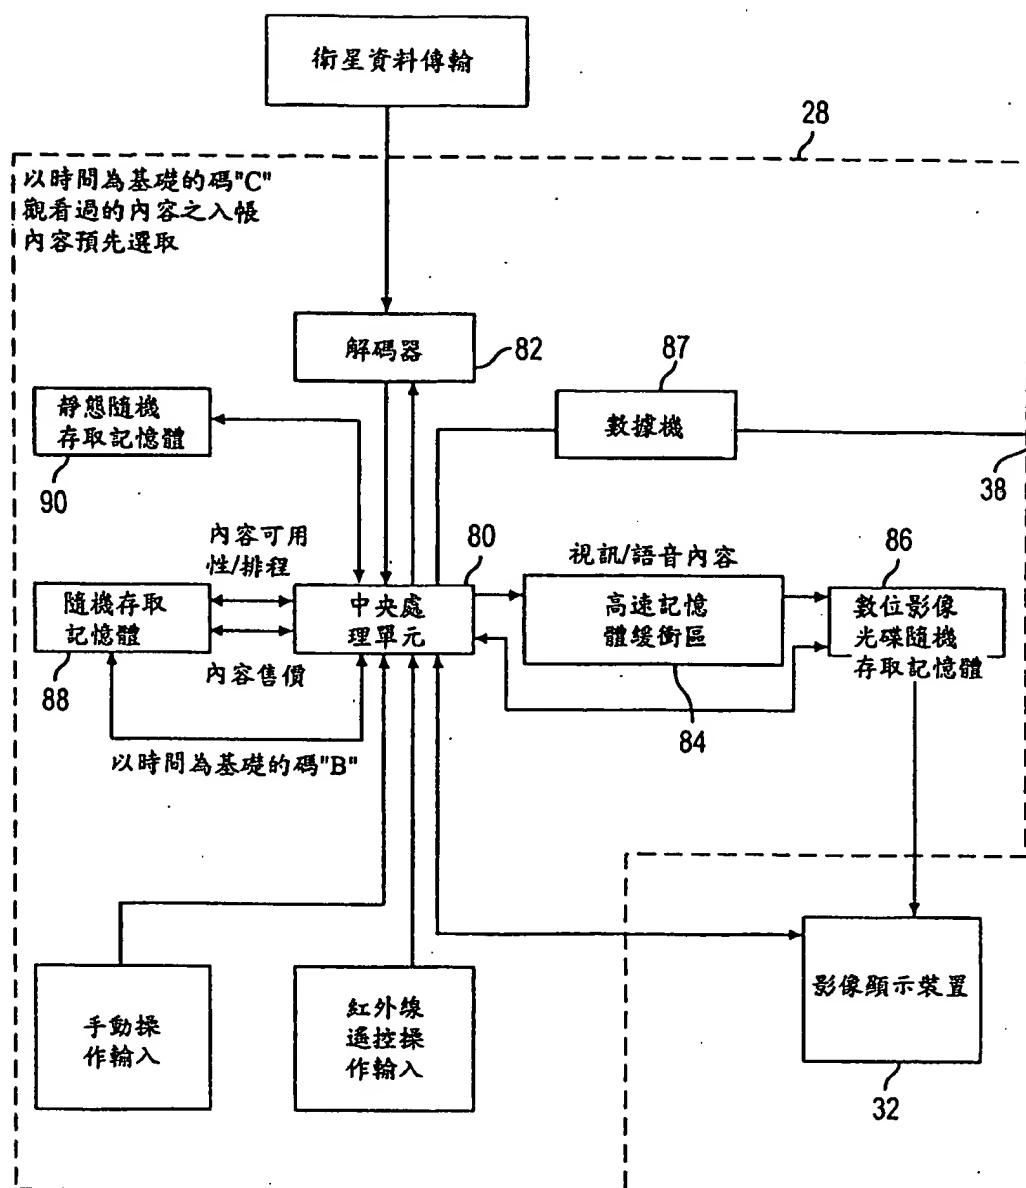 衛星資料傳輸
28
以時間為基礎的碼"C"
觀看過的內容之入帳
內容預先選取
解碼器
82
87
數據機
38
靜態隨機
存取記憶體
90
內容可用
性/排程
80
視訊/語音內容
86
隨機存取
記憶體
中央處
理單元
高速記憶
體緩衝區
數位影像
光碟隨機
存取記憶體
內容售價
88
84
以時間為基礎的碼"B"
手動操
作輸入
紅外線
遙控操
作輸入
影像顯示裝置
32